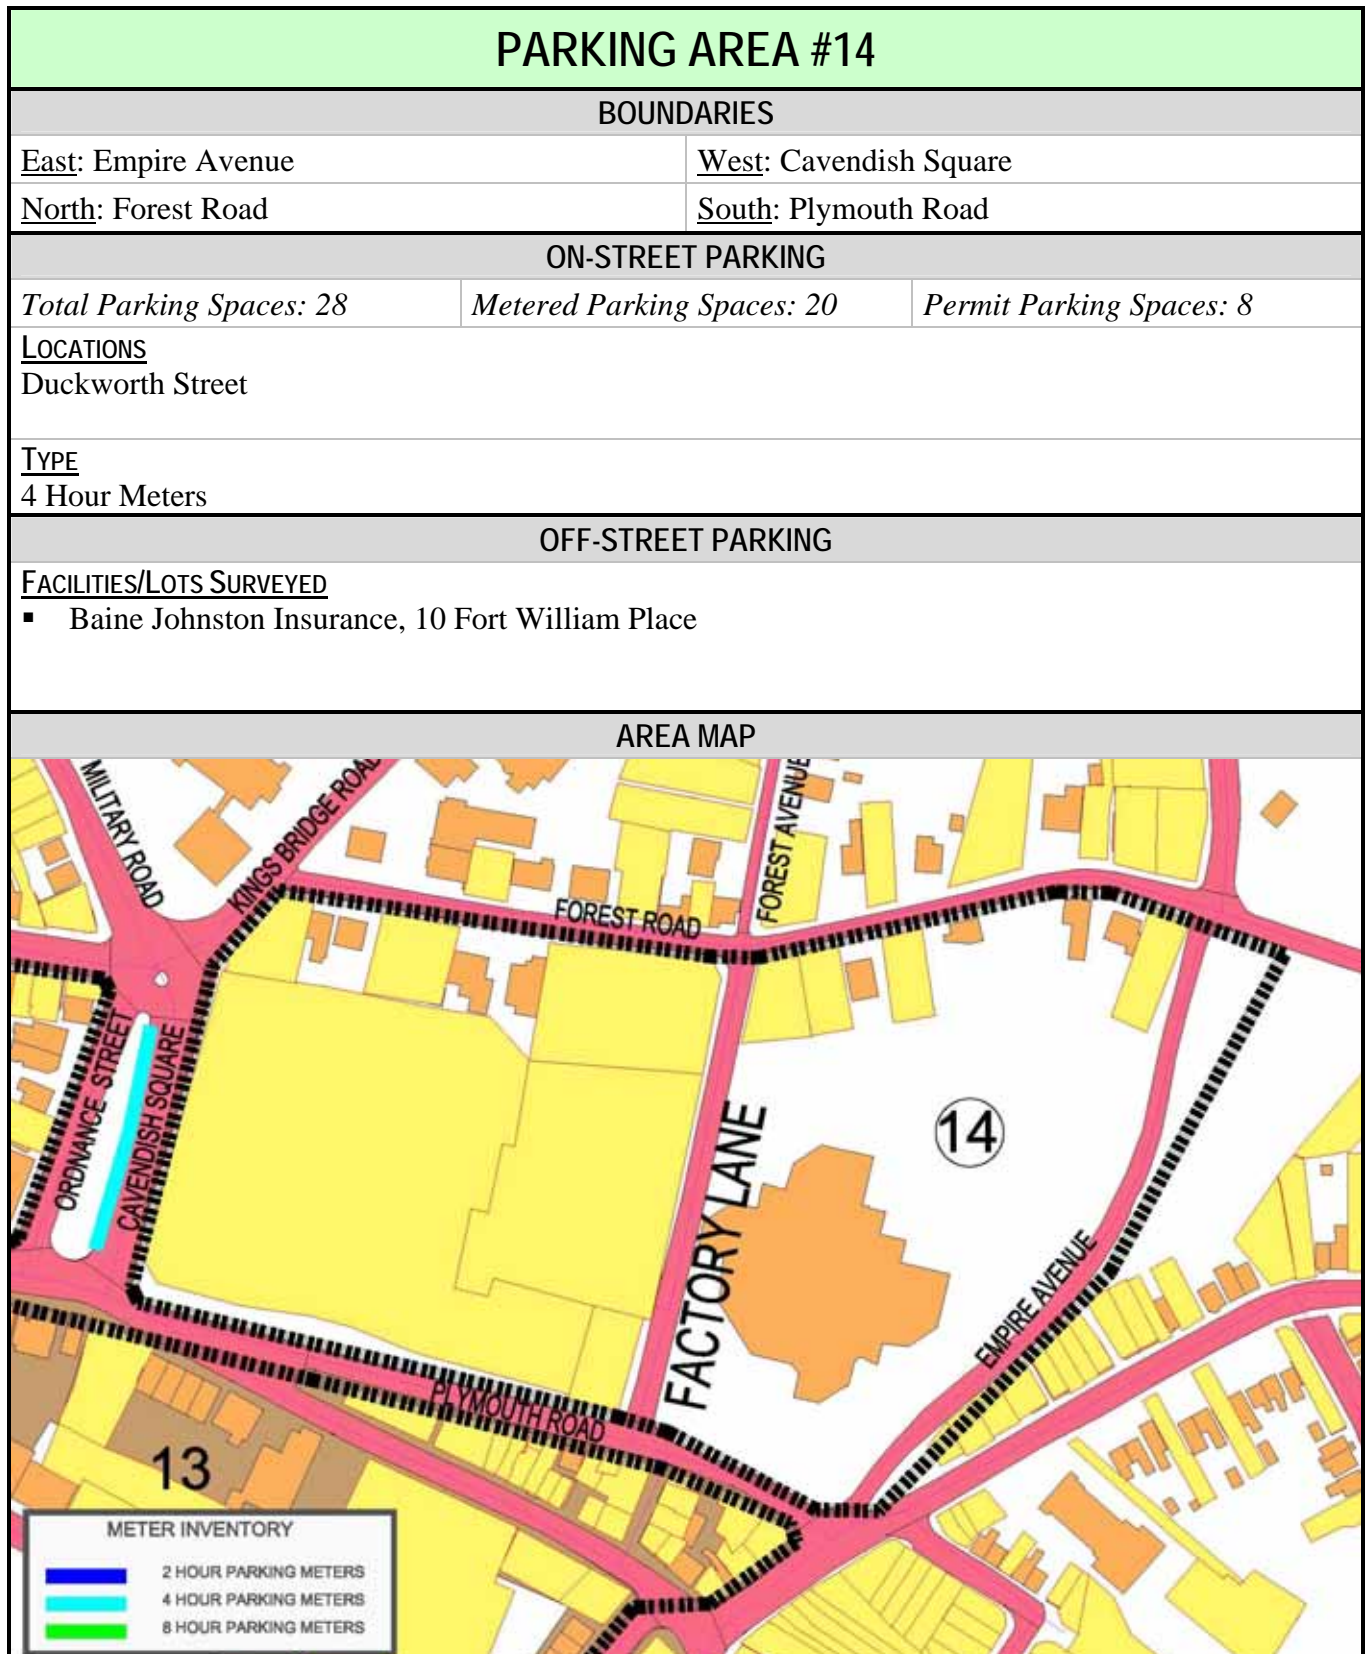 PARKING AREA #14
BOUNDARIES
East: Empire Avenue
West: Cavendish Square
North: Forest Road
South: Plymouth Road
ON-STREET PARKING
Total Parking Spaces: 28
Metered Parking Spaces: 20
Permit Parking Spaces: 8
LOCATIONS
Duckworth Street
TYPE
4 Hour Meters
OFF-STREET PARKING
FACILITIES/LOTS SURVEYED
▪ Baine Johnston Insurance, 10 Fort William Place
AREA MAP
MILITARY ROAD
KINGS BRIDGE ROAD
FOREST AVENUE
FOREST ROAD
ORDNANCE STREET
CAVENDISH SQUARE
FACTORY LANE
14
EMPIRE AVENUE
PLYMOUTH ROAD
13
METER INVENTORY
2 HOUR PARKING METERS
4 HOUR PARKING METERS
8 HOUR PARKING METERS